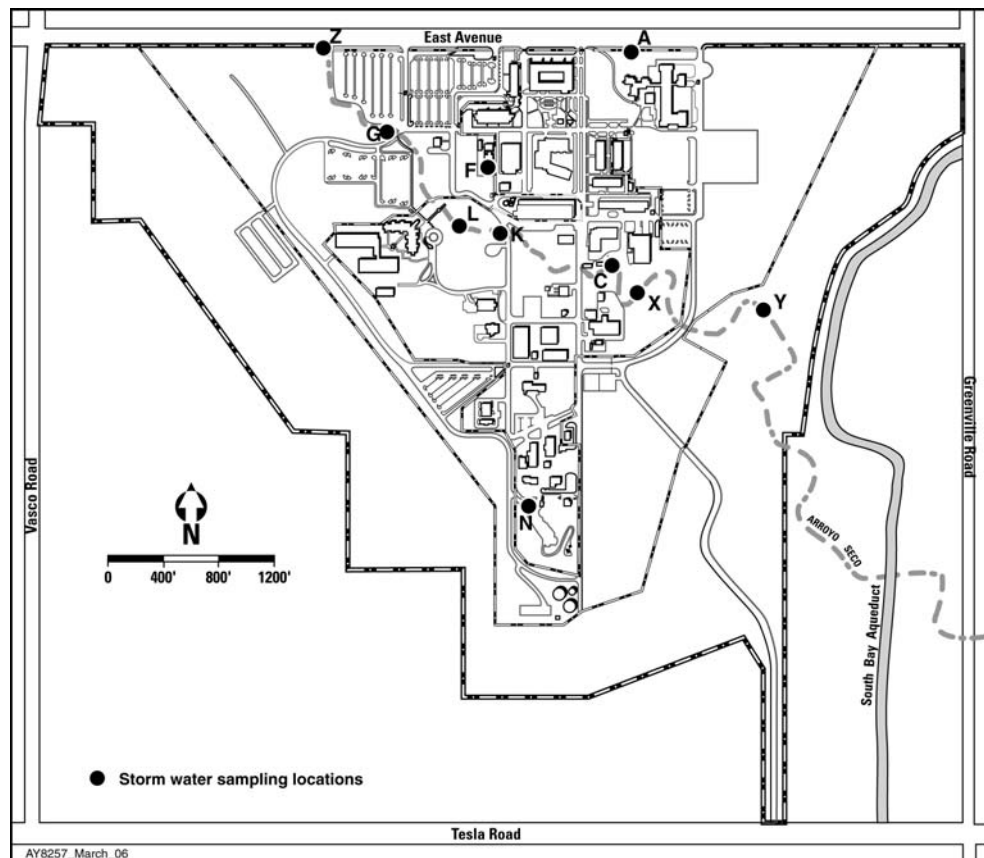 East Avenue
Z
A
G
F
L
K
C
X
Y
Vasco Road
Greenville Road
N
0 400' 800' 1200'
N
ARROYO SECO
South Bay Aqueduct
Storm water sampling locations
Tesla Road
AY8257_March_06